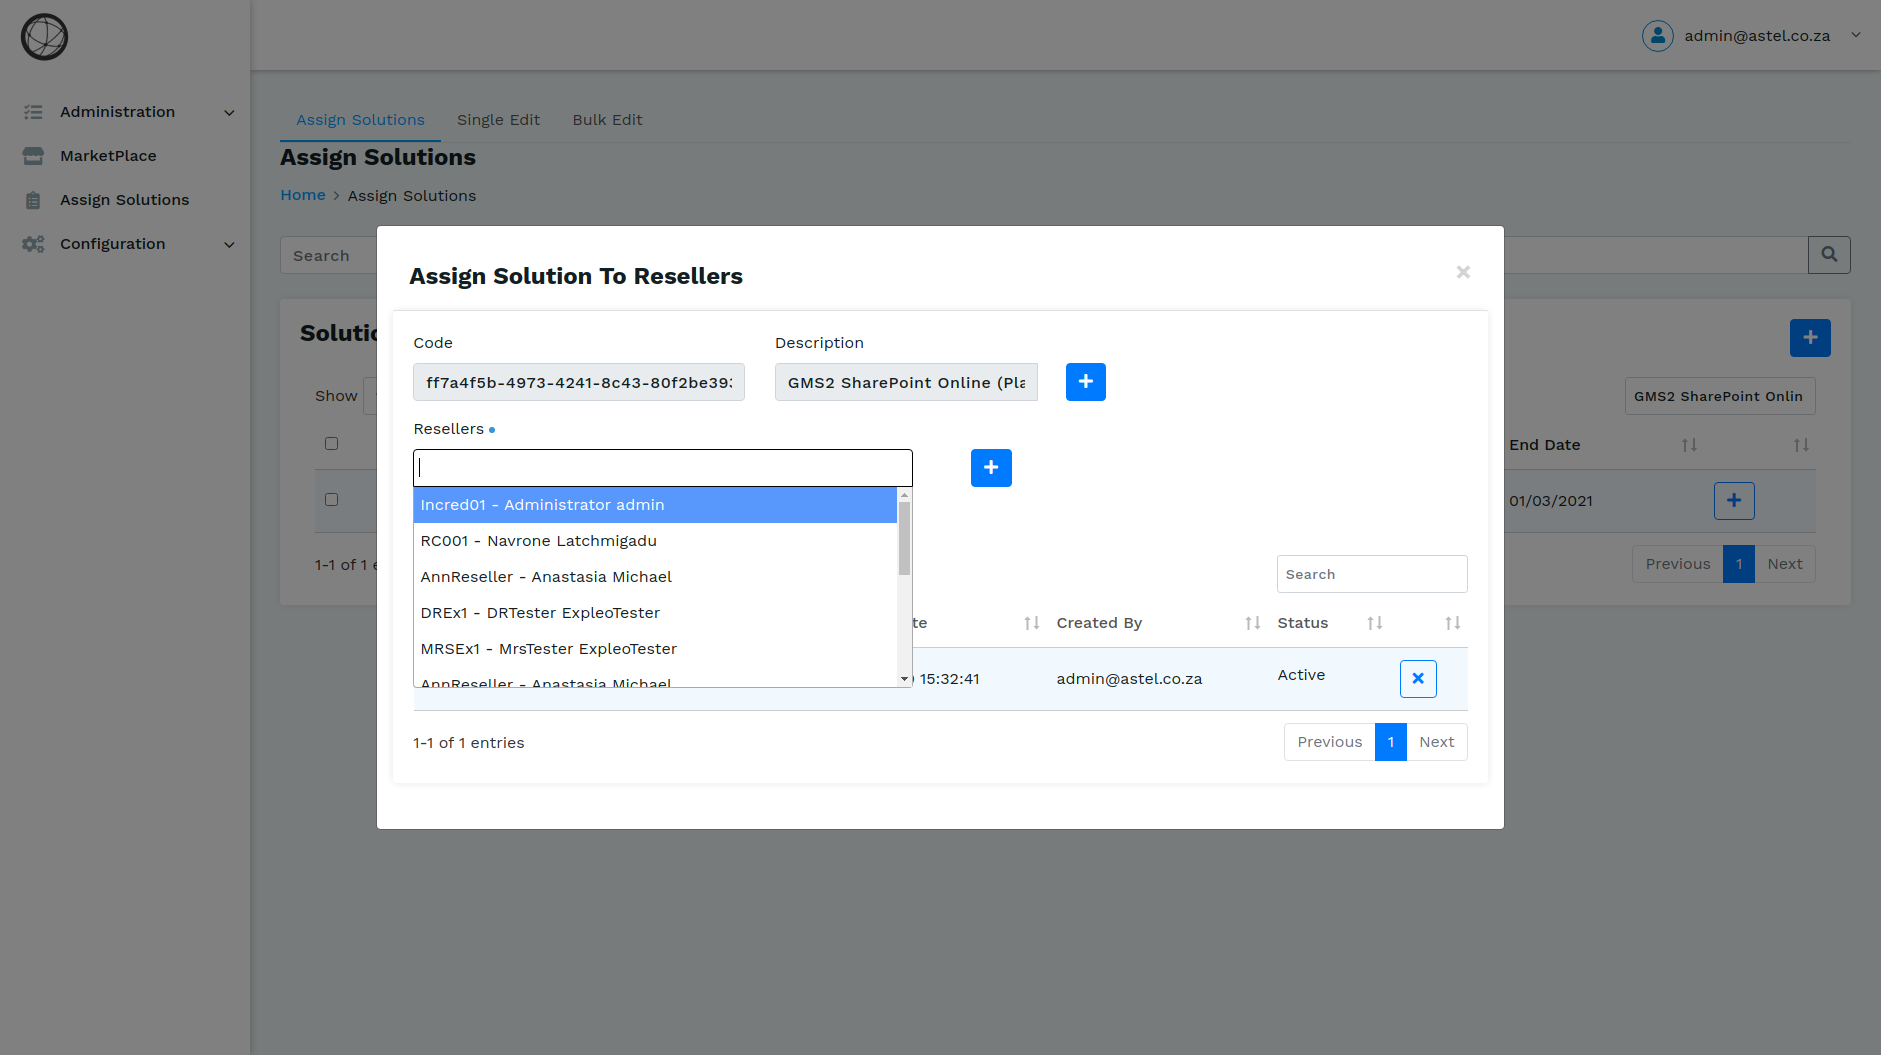 admin@astel.co.za
Administration
MarketPlace
Assign Solutions
Configuration
Assign Solutions Single Edit Bulk Edit
Assign Solutions
Home > Assign Solutions
Search
Assign Solution To Resellers
×
Solutio
Code Description
ff7a4f5b-4973-4241-8c43-80f2be393 GMS2 SharePoint Online (Pla
Show
GMS2 SharePoint Onlin
Resellers
End Date
01/03/2021
Incred01 - Administrator admin
RC001 - Navrone Latchmigadu
AnnReseller - Anastasia Michael
DREx1 - DRTester ExpleoTester
MRSEx1 - MrsTester ExpleoTester
AnnReseller - Anastasia Michael
1-1 of 1 e
Previous 1 Next
Search
te Created By Status
15:32:41 admin@astel.co.za Active
1-1 of 1 entries
Previous 1 Next